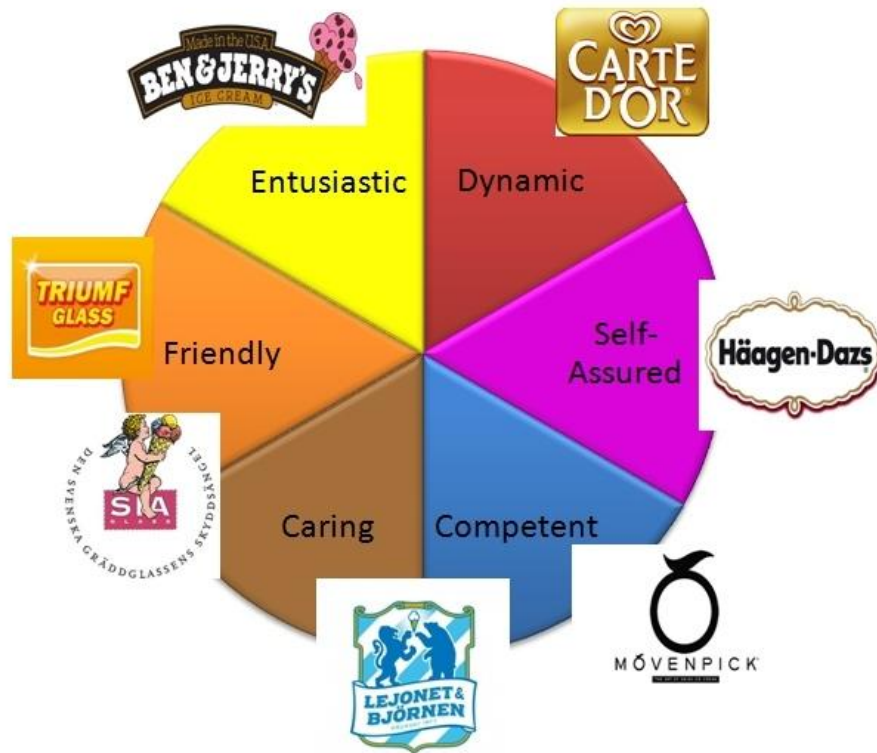 Made in the USA
BEN & JERRY'S
ICE CREAM
CARTE
D'OR
Entusiastic
Dynamic
TRIUMF
GLASS
Friendly
Self-
Assured
Häagen-Dazs
DEN SVENSKA GRÄDDGLASSENS SKYDDSÄNGEL
SIA
GLASS
Caring
Competent
MÖVENPICK
LEJONET &
BJÖRNEN